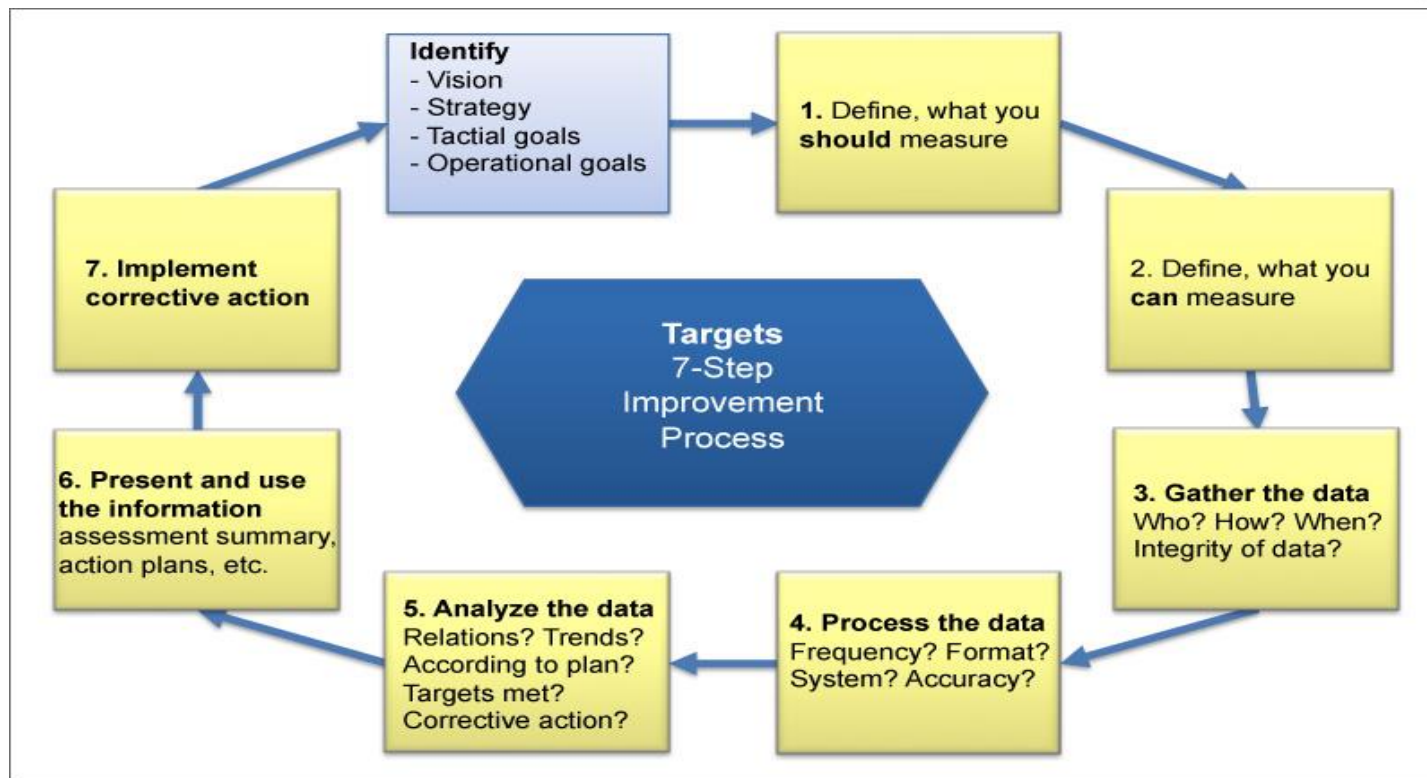 Identify
- Vision
- Strategy
- Tactial goals
- Operational goals
1. Define, what you
should measure
2. Define, what you
can measure
3. Gather the data
Who? How? When?
Integrity of data?
4. Process the data
Frequency? Format?
System? Accuracy?
5. Analyze the data
Relations? Trends?
According to plan?
Targets met?
Corrective action?
6. Present and use
the information
assessment summary,
action plans, etc.
7. Implement
corrective action
Targets
7-Step
Improvement
Process